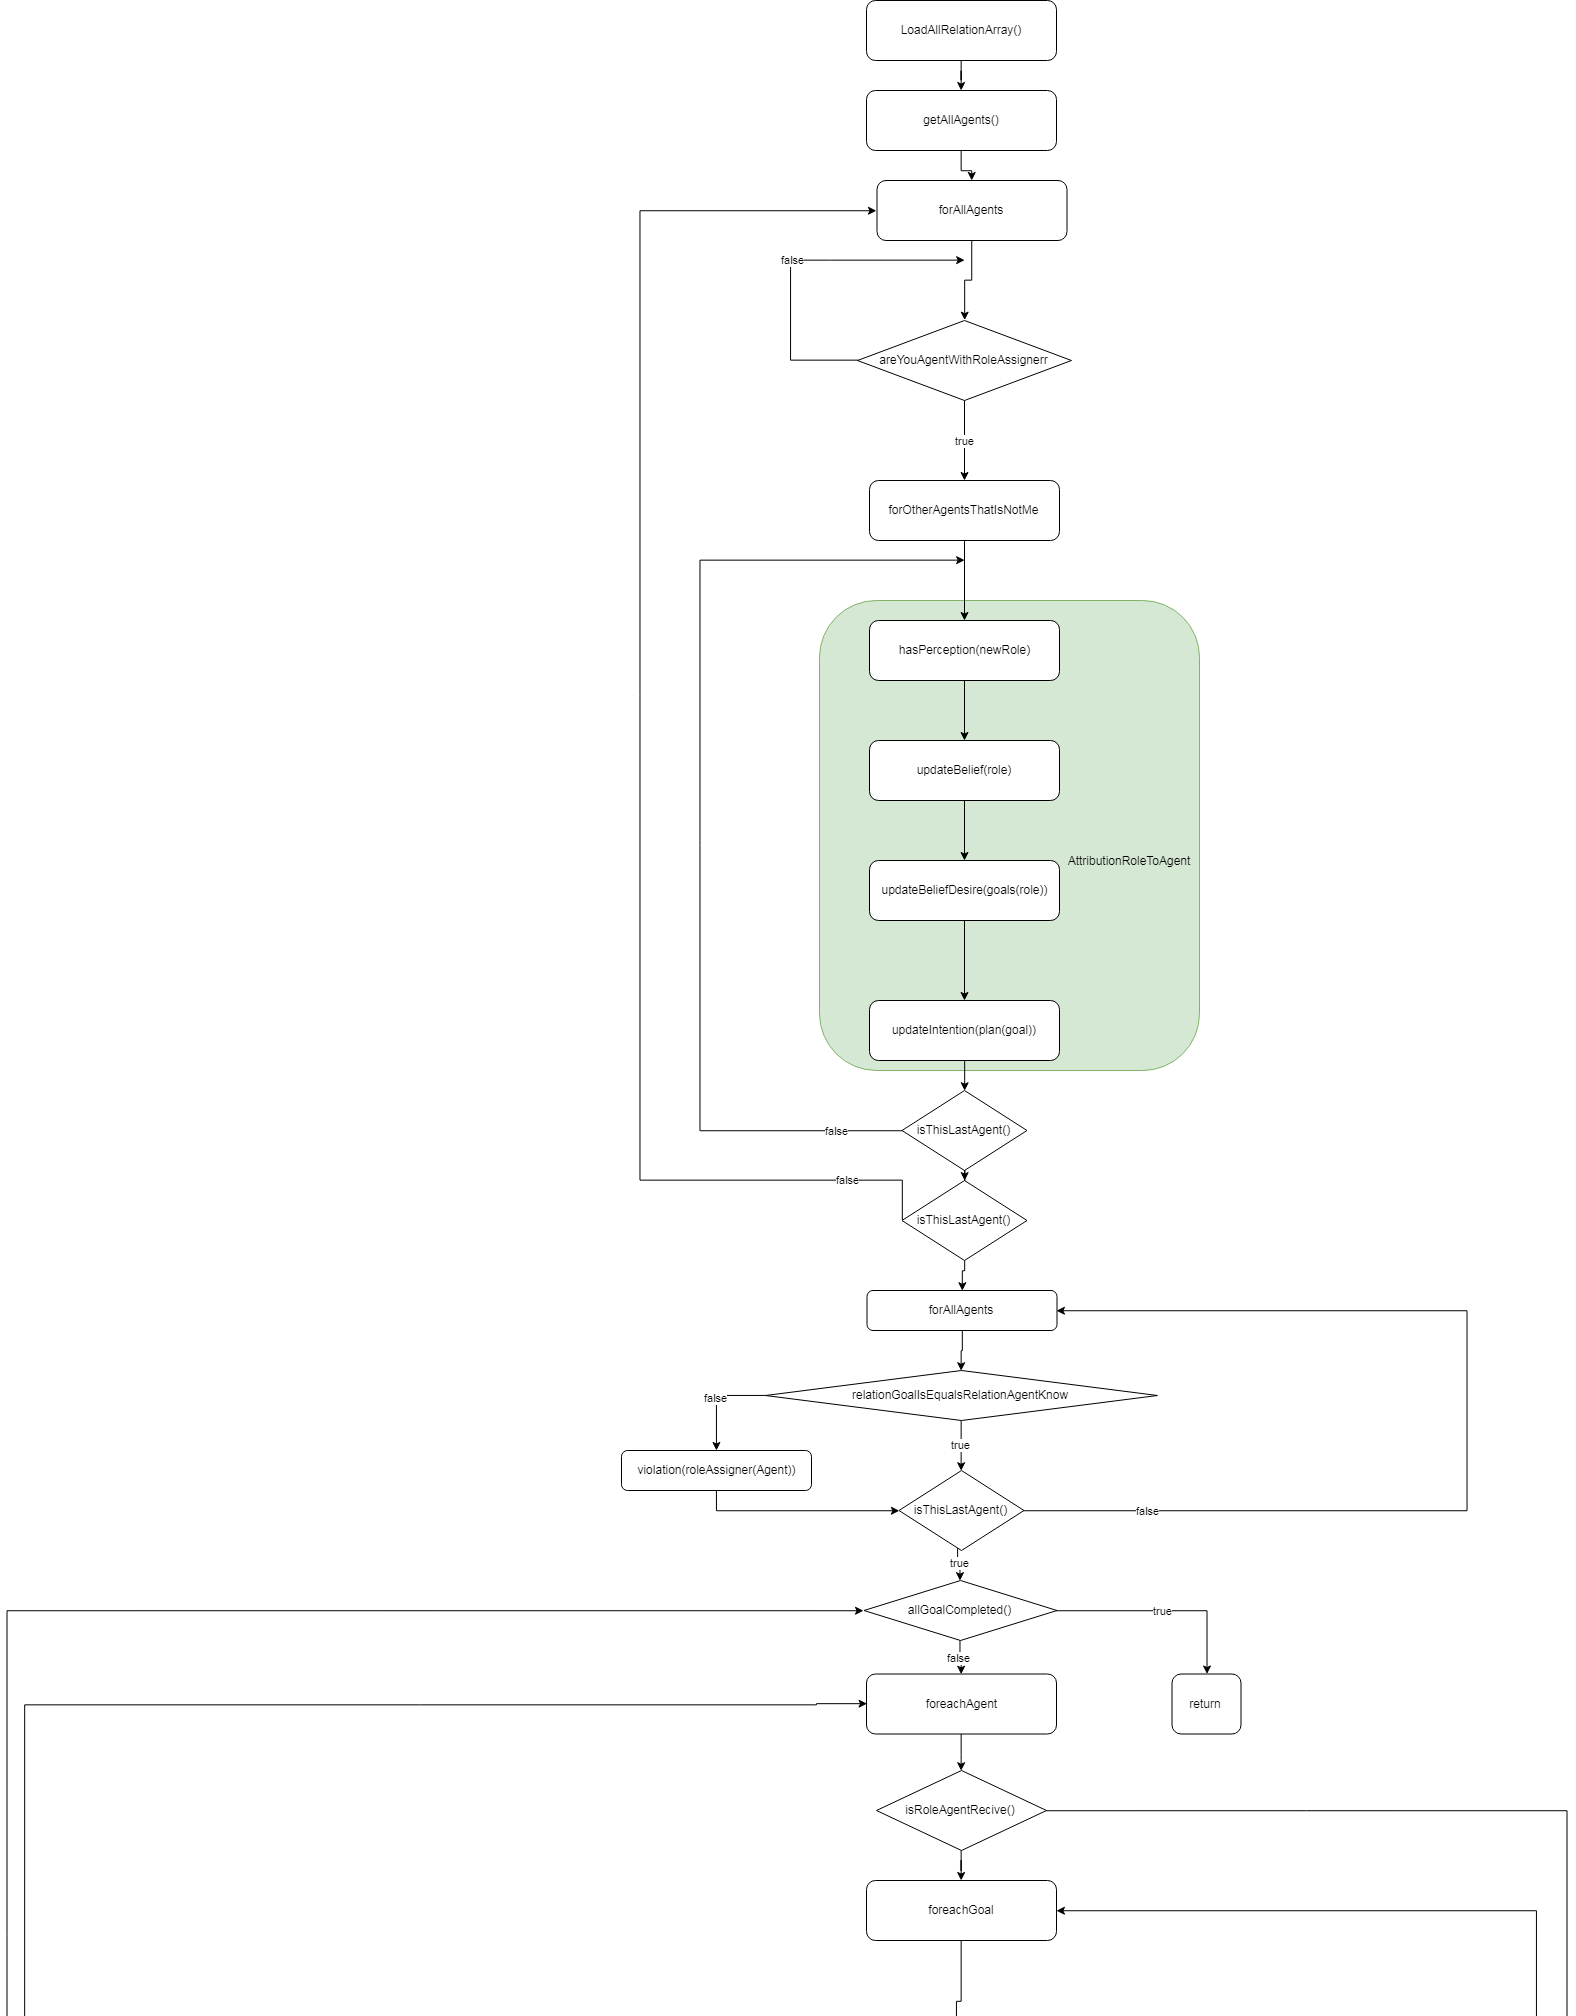 LoadAllRelationArray()
getAllAgents()
forAllAgents
false
areYouAgentWithRoleAssignerr
true
forOtherAgentsThatIsNotMe
hasPerception(newRole)
updateBelief(role)
AttributionRoleToAgent
updateBeliefDesire(goals(role))
updateIntention(plan(goal))
isThisLastAgent()
false
false
isThisLastAgent()
forAllAgents
relationGoalIsEqualsRelationAgentKnow
false
true
violation(roleAssigner(Agent))
isThisLastAgent()
false
true
allGoalCompleted()
true
false
foreachAgent
return
isRoleAgentRecive()
foreachGoal